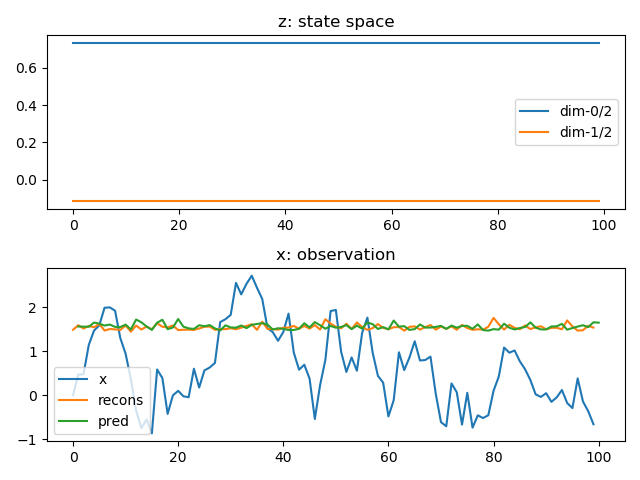 z: state space
0.6
0.4
0.2
0.0
dim-0/2
dim-1/2
0 20 40 60 80 100
x: observation
2
1
0
−1
x
recons
pred
0 20 40 60 80 100